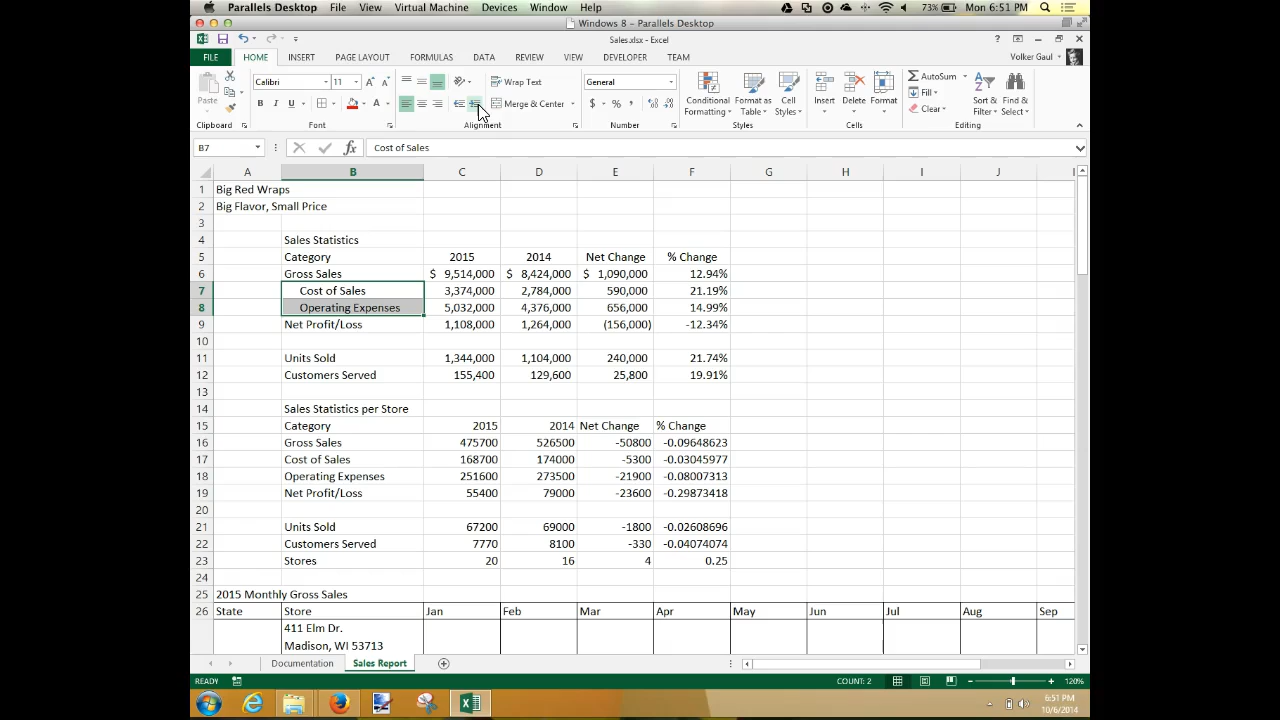 Parallels Desktop File View Virtual Machine Devices Window Help 73% Mon 6:51 PM
Windows 8 - Parallels Desktop
Sales.xlsx - Excel
FILE HOME INSERT PAGE LAYOUT FORMULAS DATA REVIEW VIEW DEVELOPER TEAM Volker Gaul
Paste Calibri 11 Wrap Text General Conditional Formatting Format as Table Cell Styles Insert Delete Format AutoSum Sort & Filter Find & Select
B I U A Merge & Center $ % , Fill
Clear
Clipboard Font Alignment Number Styles Cells Editing
B7 fx Cost of Sales
A B C D E F G H I J
1 Big Red Wraps
2 Big Flavor, Small Price
3
4 Sales Statistics
5 Category 2015 2014 Net Change % Change
6 Gross Sales $ 9,514,000 $ 8,424,000 $ 1,090,000 12.94%
7 Cost of Sales 3,374,000 2,784,000 590,000 21.19%
8 Operating Expenses 5,032,000 4,376,000 656,000 14.99%
9 Net Profit/Loss 1,108,000 1,264,000 (156,000) -12.34%
10
11 Units Sold 1,344,000 1,104,000 240,000 21.74%
12 Customers Served 155,400 129,600 25,800 19.91%
13
14 Sales Statistics per Store
15 Category 2015 2014 Net Change % Change
16 Gross Sales 475700 526500 -50800 -0.09648623
17 Cost of Sales 168700 174000 -5300 -0.03045977
18 Operating Expenses 251600 273500 -21900 -0.08007313
19 Net Profit/Loss 55400 79000 -23600 -0.29873418
20
21 Units Sold 67200 69000 -1800 -0.02608696
22 Customers Served 7770 8100 -330 -0.04074074
23 Stores 20 16 4 0.25
24
25 2015 Monthly Gross Sales
26 State Store Jan Feb Mar Apr May Jun Jul Aug Sep
411 Elm Dr.
Madison, WI 53713
Documentation Sales Report
READY COUNT: 2 120%
6:51 PM
10/6/2014